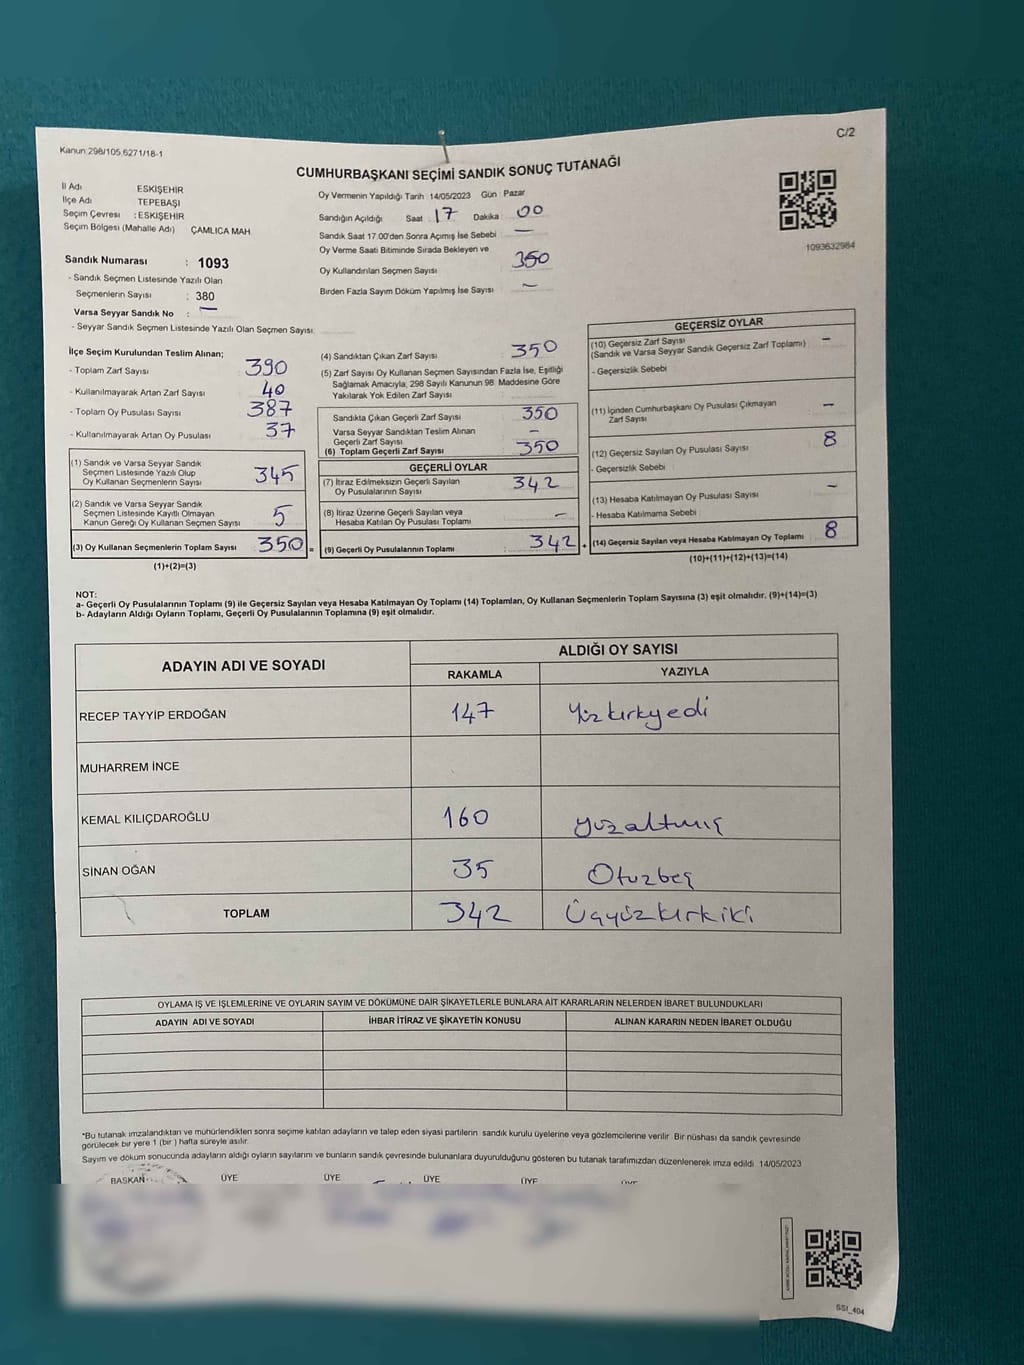 C/2
Kanun:298/105,6271/18-1
CUMHURBAŞKANI SEÇİMİ SANDIK SONUÇ TUTANAĞI
İl Adı ESKİŞEHİR
İlçe Adı TEPEBAŞI
Seçim Çevresi : ESKİŞEHİR
Seçim Bölgesi (Mahalle Adı) ÇAMLICA MAH.
Sandık Numarası : 1093
- Sandık Seçmen Listesinde Yazılı Olan
Seçmenlerin Sayısı : 380
Varsa Seyyar Sandık No : —
- Seyyar Sandık Seçmen Listesinde Yazılı Olan Seçmen Sayısı:
Oy Vermenin Yapıldığı Tarih :14/05/2023 Gün : Pazar
Sandığın Açıldığı Saat 17 Dakika 00
Sandık Saat 17.00'den Sonra Açımış İse Sebebi —
Oy Verme Saati Bitiminde Sırada Bekleyen ve
Oy Kullandırılan Seçmen Sayısı 350
Birden Fazla Sayım Döküm Yapılmış İse Sayısı —
1093632984
İlçe Seçim Kurulundan Teslim Alınan;
- Toplam Zarf Sayısı 390
- Kullanılmayarak Artan Zarf Sayısı 40
- Toplam Oy Pusulası Sayısı 387
- Kullanılmayarak Artan Oy Pusulası 37
(1) Sandık ve Varsa Seyyar Sandık
Seçmen Listesinde Yazılı Olup
Oy Kullanan Seçmenlerin Sayısı 345
(2) Sandık ve Varsa Seyyar Sandık
Seçmen Listesinde Kayıtlı Olmayan
Kanun Gereği Oy Kullanan Seçmen Sayısı 5
(3) Oy Kullanan Seçmenlerin Toplam Sayısı 350 =
(1)+(2)=(3)
(4) Sandıktan Çıkan Zarf Sayısı 350
(5) Zarf Sayısı Oy Kullanan Seçmen Sayısından Fazla İse, Eşitliği
Sağlamak Amacıyla, 298 Sayılı Kanunun 98. Maddesine Göre
Yakılarak Yok Edilen Zarf Sayısı
Sandıkta Çıkan Geçerli Zarf Sayısı 350
Varsa Seyyar Sandıktan Teslim Alınan
Geçerli Zarf Sayısı —
(6) Toplam Geçerli Zarf Sayısı 350
GEÇERLİ OYLAR
(7) İtiraz Edilmeksizin Geçerli Sayılan
Oy Pusulalarının Sayısı 342
(8) İtiraz Üzerine Geçerli Sayılan veya
Hesaba Katılan Oy Pusulası Toplamı —
(9) Geçerli Oy Pusulalarının Toplamı : 342 +
GEÇERSİZ OYLAR
(10) Geçersiz Zarf Sayısı
(Sandık ve Varsa Seyyar Sandık Geçersiz Zarf Toplamı) —
- Geçersizlik Sebebi
(11) İçinden Cumhurbaşkanı Oy Pusulası Çıkmayan
Zarf Sayısı —
(12) Geçersiz Sayılan Oy Pusulası Sayısı 8
- Geçersizlik Sebebi
(13) Hesaba Katılmayan Oy Pusulası Sayısı —
- Hesaba Katılmama Sebebi
(14) Geçersiz Sayılan veya Hesaba Katılmayan Oy Toplamı 8
(10)+(11)+(12)+(13)=(14)
NOT:
a- Geçerli Oy Pusulalarının Toplamı (9) ile Geçersiz Sayılan veya Hesaba Katılmayan Oy Toplamı (14) Toplamları, Oy Kullanan Seçmenlerin Toplam Sayısına (3) eşit olmalıdır. (9)+(14)=(3)
b- Adayların Aldığı Oyların Toplamı, Geçerli Oy Pusulalarının Toplamına (9) eşit olmalıdır.
ADAYIN ADI VE SOYADI ALDIĞI OY SAYISI
RAKAMLA YAZIYLA
RECEP TAYYİP ERDOĞAN 147 Yüzkırkyedi
MUHARREM İNCE
KEMAL KILIÇDAROĞLU 160 yüzaltmış
SİNAN OĞAN 35 Otuzbeş
TOPLAM 342 Üçyüzkırkiki
OYLAMA İŞ VE İŞLEMLERİNE VE OYLARIN SAYIM VE DÖKÜMÜNE DAİR ŞİKAYETLERLE BUNLARA AİT KARARLARIN NELERDEN İBARET BULUNDUKLARI
ADAYIN ADI VE SOYADI İHBAR İTİRAZ VE ŞİKAYETİN KONUSU ALINAN KARARIN NEDEN İBARET OLDUĞU
*Bu tutanak imzalandıktan ve mühürlendikten sonra seçime katılan adayların ve talep eden siyasi partilerin sandık kurulu üyelerine veya gözlemcilerine verilir. Bir nüshası da sandık çevresinde
görülecek bir yere 1 (bir ) hafta süreyle asılır.
Sayım ve döküm sonucunda adayların aldığı oyların sayılarını ve bunların sandık çevresinde bulunanlara duyurulduğunu gösteren bu tutanak tarafımızdan düzenlenerek imza edildi 14/05/2023
BAŞKAN ÜYE ÜYE ÜYE ÜYE
SSI_404